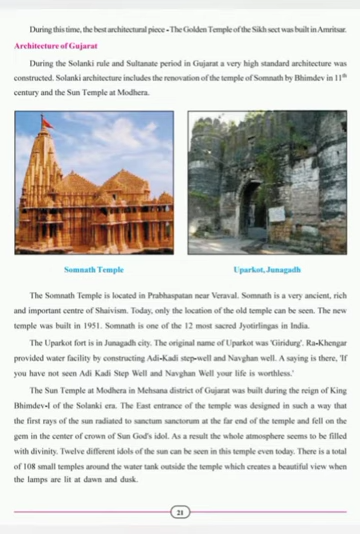 During this time, the best architectural piece - The Golden Temple of the Sikh sect was built in Amritsar.
Architecture of Gujarat
During the Solanki rule and Sultanate period in Gujarat a very high standard architecture was
constructed. Solanki architecture includes the renovation of the temple of Somnath by Bhimdev in 11th
century and the Sun Temple at Modhera.
Somnath Temple
Uparkot, Junagadh
The Somnath Temple is located in Prabhaspatan near Veraval. Somnath is a very ancient, rich
and important centre of Shaivism. Today, only the location of the old temple can be seen. The new
temple was built in 1951. Somnath is one of the 12 most sacred Jyotirlingas in India.
The Uparkot fort is in Junagadh city. The original name of Uparkot was 'Giridurg'. Ra-Khengar
provided water facility by constructing Adi-Kadi step-well and Navghan well. A saying is there, 'If
you have not seen Adi Kadi Step Well and Navghan Well your life is worthless.'
The Sun Temple at Modhera in Mehsana district of Gujarat was built during the reign of King
Bhimdev-I of the Solanki era. The East entrance of the temple was designed in such a way that
the first rays of the sun radiated to sanctum sanctorum at the far end of the temple and fell on the
gem in the center of crown of Sun God's idol. As a result the whole atmosphere seems to be filled
with divinity. Twelve different idols of the sun can be seen in this temple even today. There is a total
of 108 small temples around the water tank outside the temple which creates a beautiful view when
the lamps are lit at dawn and dusk.
21